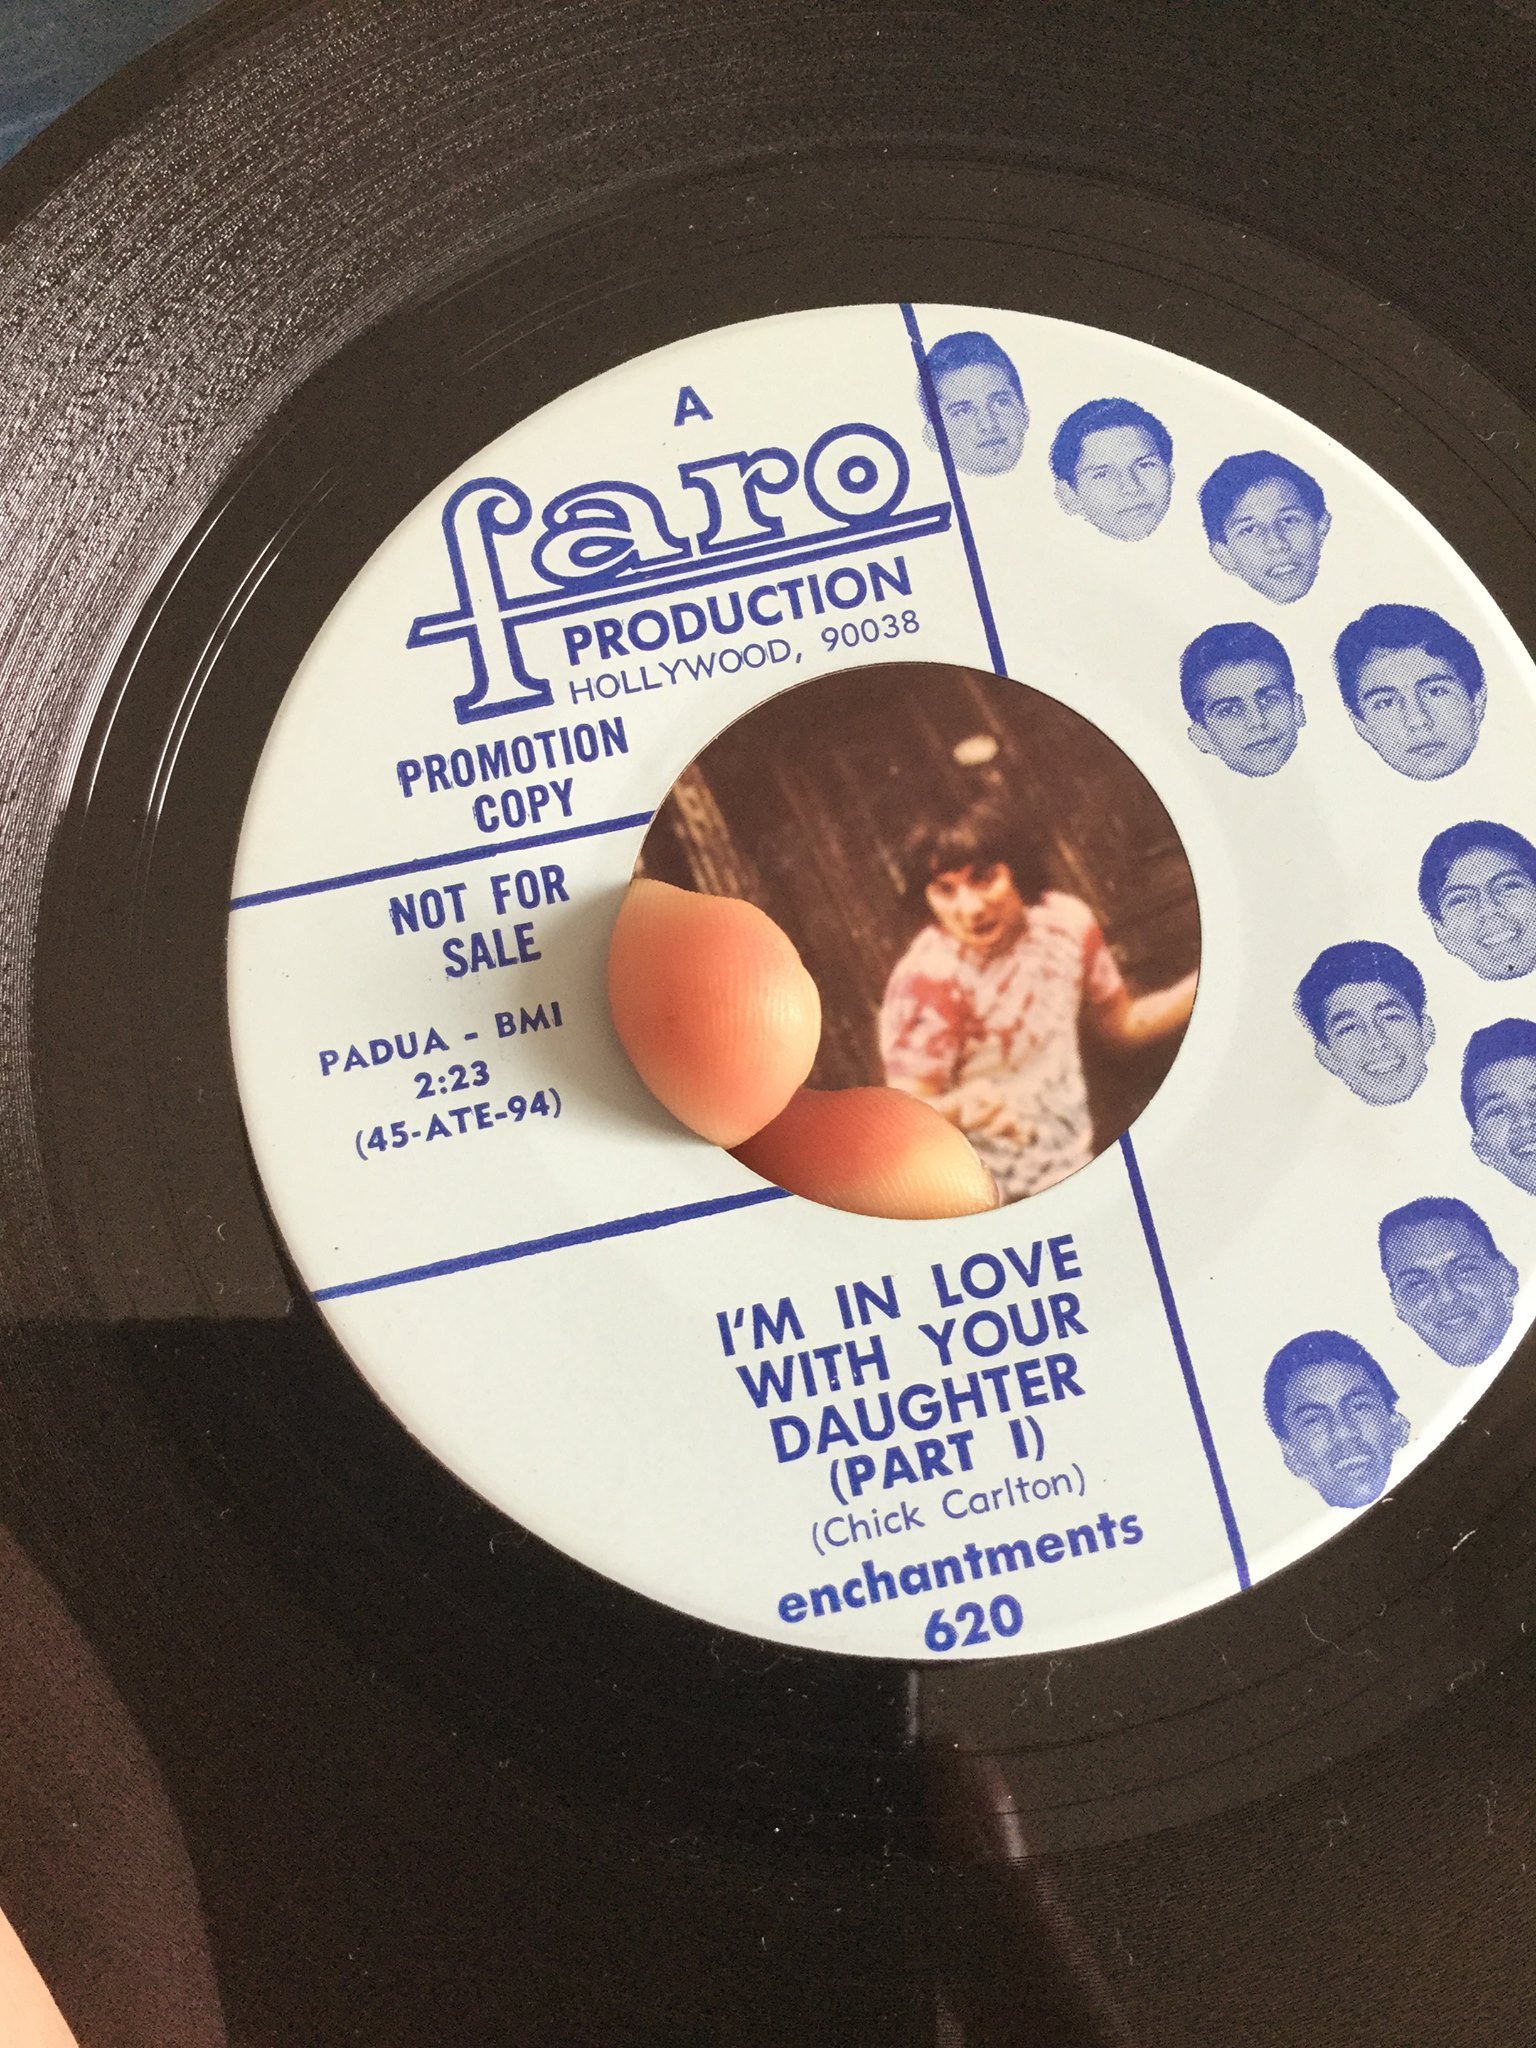 A
faro
PRODUCTION
HOLLYWOOD, 90038
PROMOTION
COPY
NOT FOR
SALE
PADUA - BMI
2:23
(45-ATE-94)
I'M IN LOVE
WITH YOUR
DAUGHTER
(PART I)
(Chick Carlton)
enchantments
620